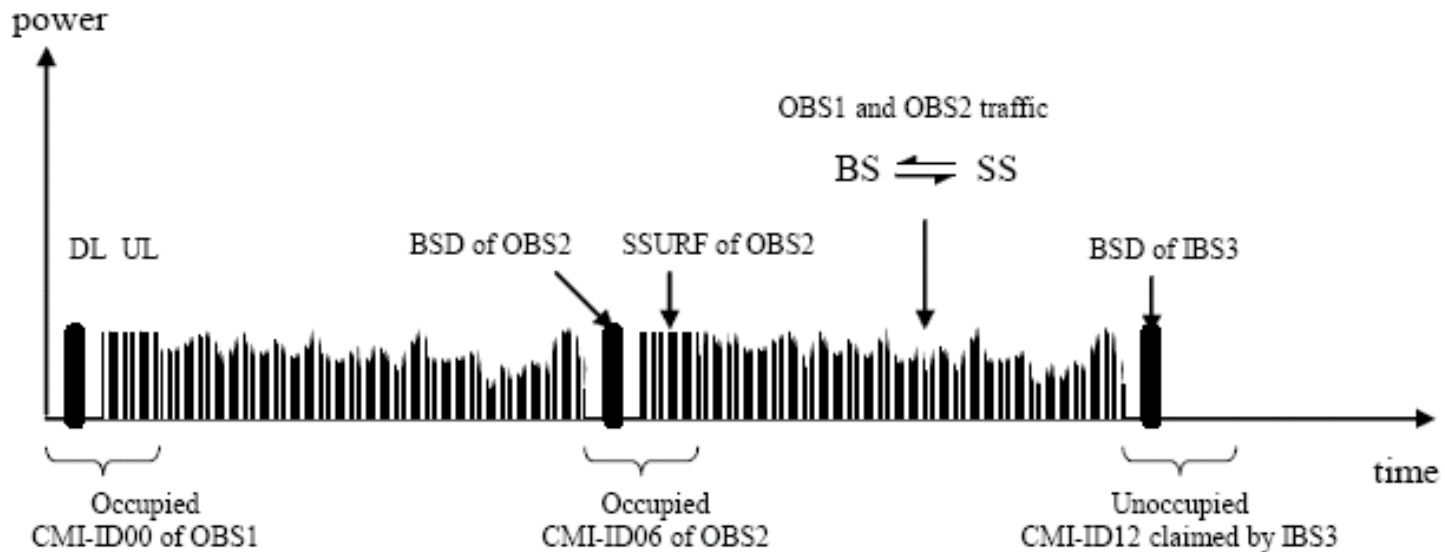 power
OBS1 and OBS2 traffic
BS SS
DL UL
BSD of OBS2
SSURF of OBS2
BSD of IBS3
time
Occupied
CMI-ID00 of OBS1
Occupied
CMI-ID06 of OBS2
Unoccupied
CMI-ID12 claimed by IBS3